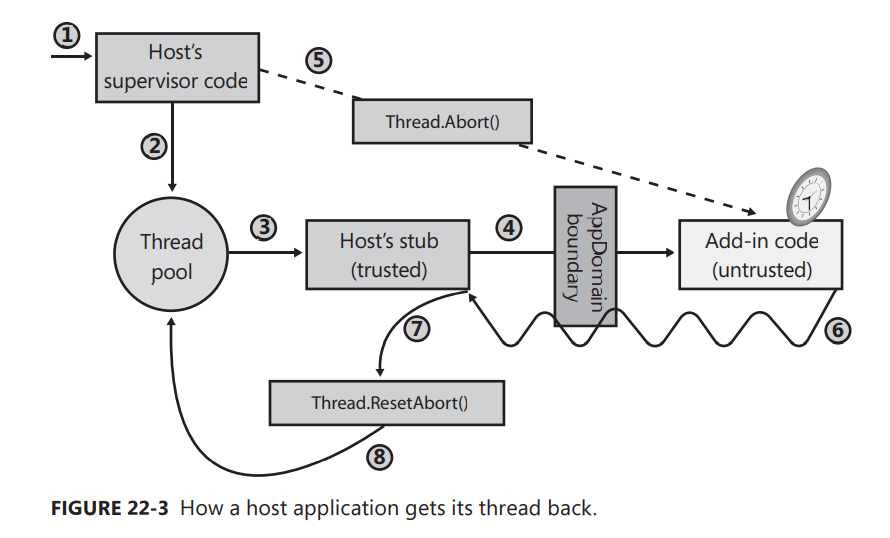 1
Host's
supervisor code
5
Thread.Abort()
2
Thread
pool
3
Host's stub
(trusted)
4
AppDomain
boundary
Add-in code
(untrusted)
6
7
Thread.ResetAbort()
8
FIGURE 22-3 How a host application gets its thread back.